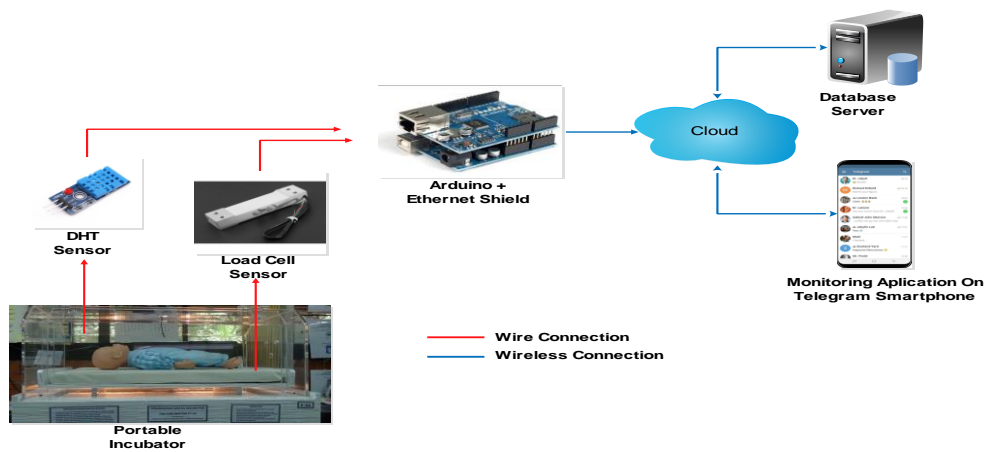 Database
Server
Cloud
Arduino +
Ethernet Shield
DHT
Sensor
Load Cell
Sensor
Monitoring Aplication On
Telegram Smartphone
Wire Connection
Wireless Connection
Portable
Incubator